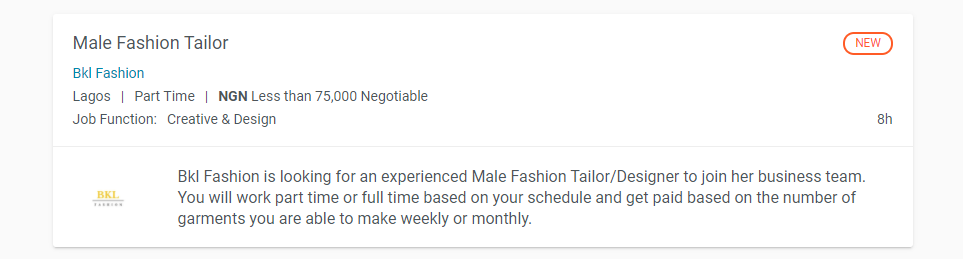 Male Fashion Tailor
NEW
Bkl Fashion
Lagos | Part Time | NGN Less than 75,000 Negotiable
Job Function: Creative & Design
8h
BKL
FASHION
Bkl Fashion is looking for an experienced Male Fashion Tailor/Designer to join her business team.
You will work part time or full time based on your schedule and get paid based on the number of
garments you are able to make weekly or monthly.